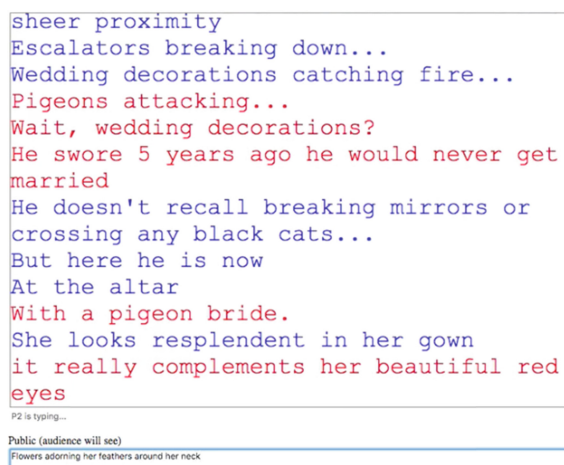 sheer proximity
Escalators breaking down...
Wedding decorations catching fire...
Pigeons attacking...
Wait, wedding decorations?
He swore 5 years ago he would never get
married
He doesn't recall breaking mirrors or
crossing any black cats...
But here he is now
At the altar
With a pigeon bride.
She looks resplendent in her gown
it really complements her beautiful red
eyes
P2 is typing...
Public (audience will see)
Flowers adorning her feathers around her neck